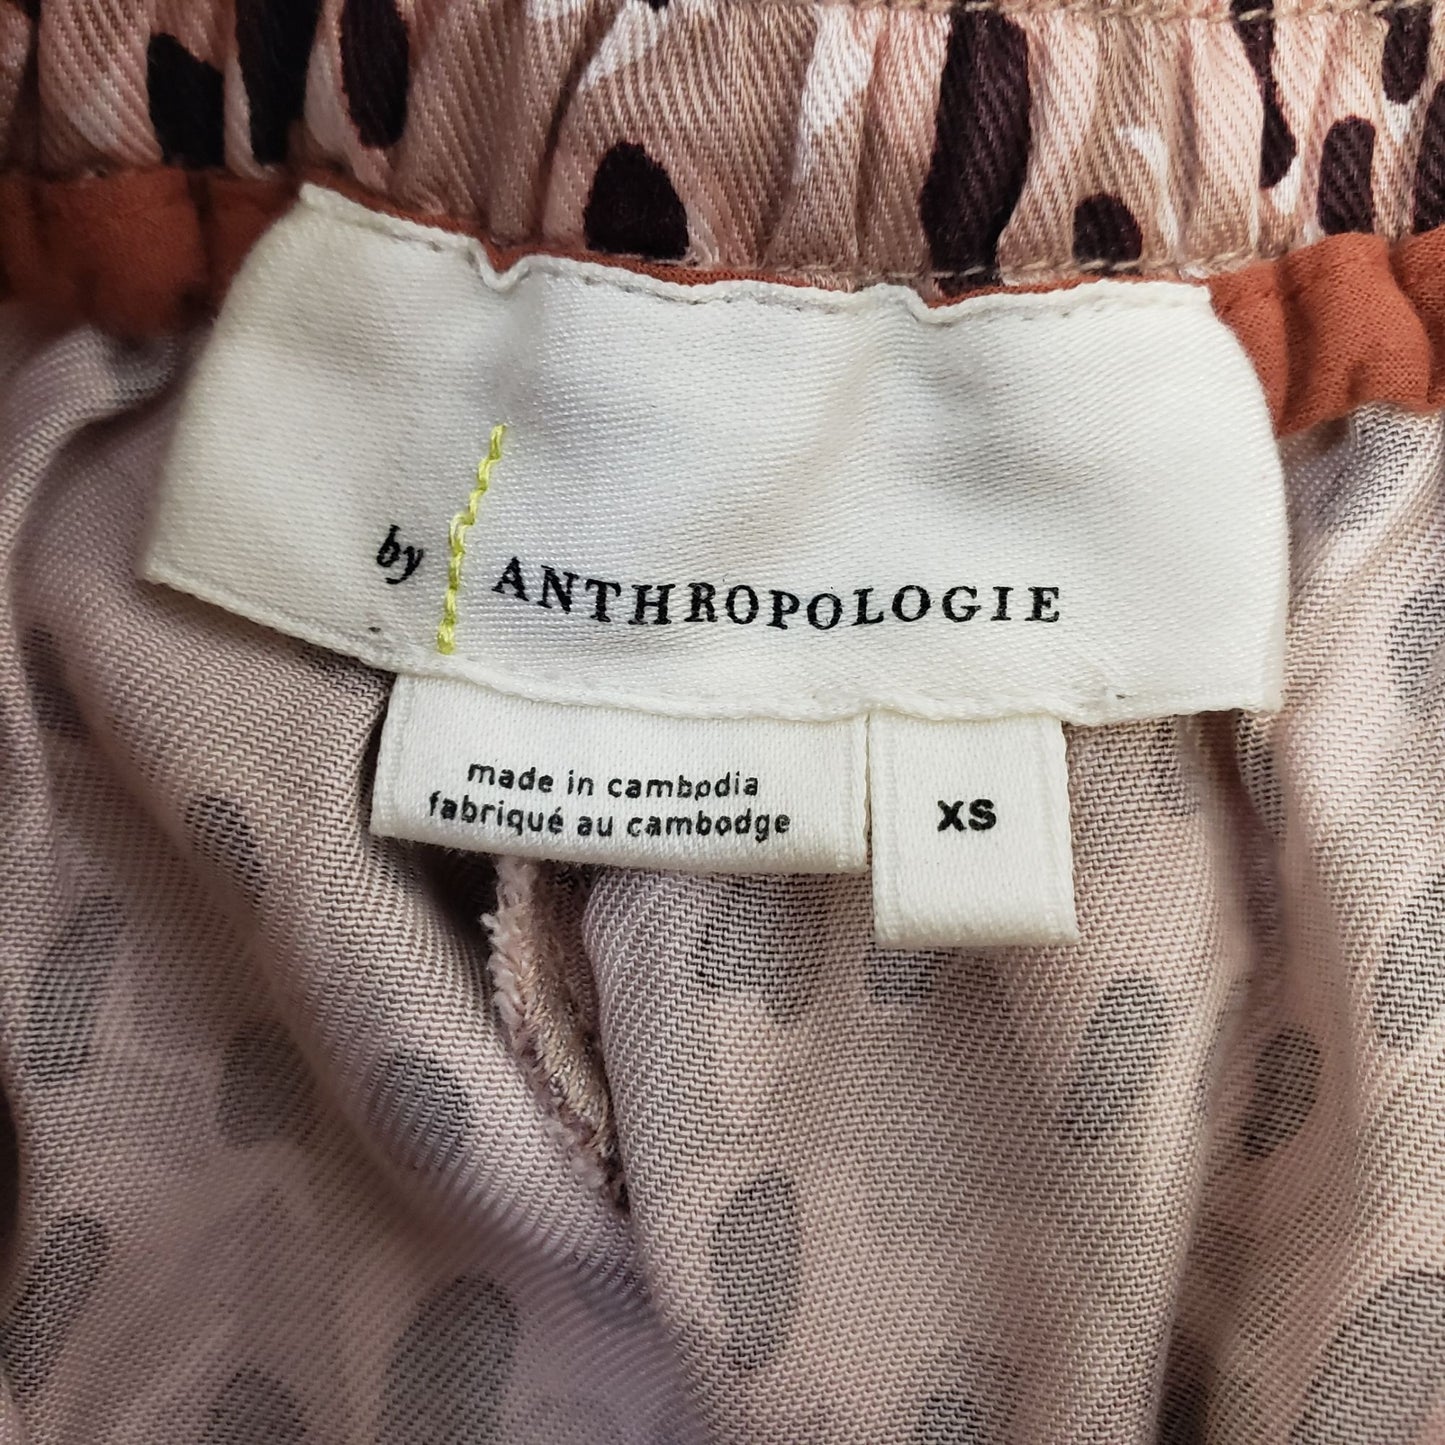 by ANTHROPOLOGIE
made in cambodia
fabriqué au cambodge
XS